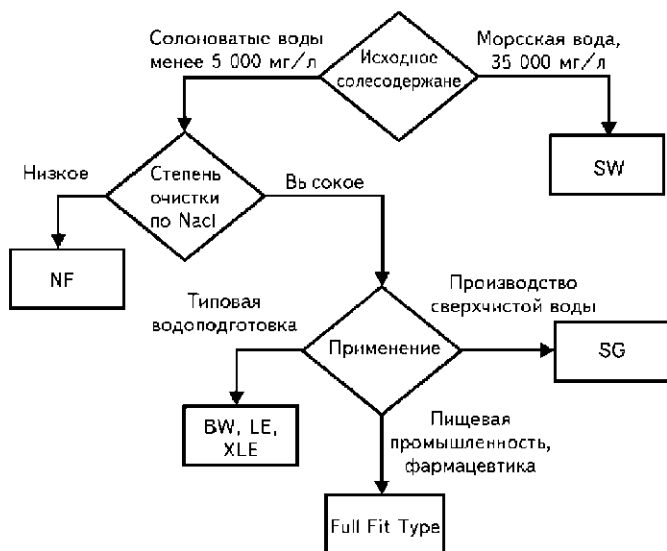 Солоноватые воды
менее 5 000 мг/л
Исходное
солесодержане
Морсская вода,
35 000 мг/л
SW
Низкое
Степень
очистки
по Nacl
Вь сокое
NF
Типовая
водоподготовка
Применение
Производство
сверхчистой воды
SG
BW, LE,
XLE
Пищевая
промышленность,
фармацевтика
Full Fit Type